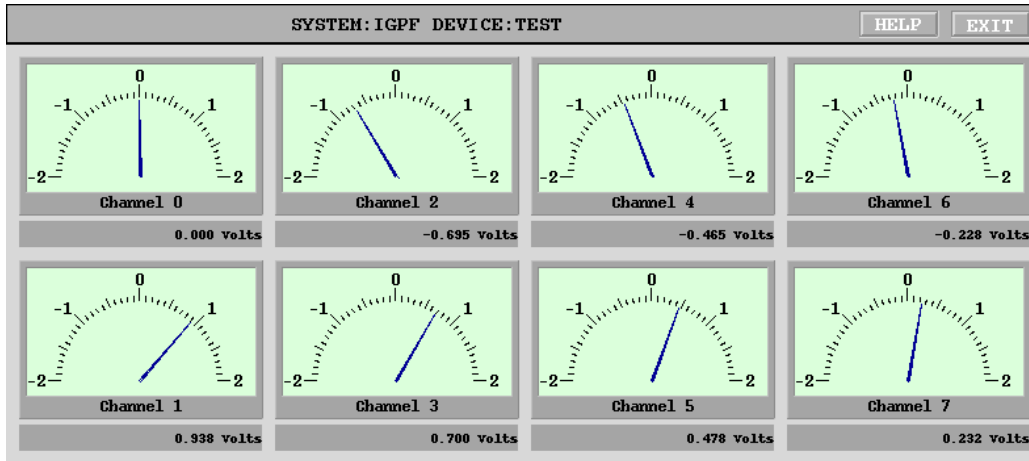 SYSTEM:IGPF DEVICE:TEST HELP EXIT
0 0 0 0
-1 1 -1 1 -1 1 -1 1
-2 2 -2 2 -2 2 -2 2
Channel 0 Channel 2 Channel 4 Channel 6
0.000 Volts -0.695 Volts -0.465 Volts -0.228 Volts
0 0 0 0
-1 1 -1 1 -1 1 -1 1
-2 2 -2 2 -2 2 -2 2
Channel 1 Channel 3 Channel 5 Channel 7
0.938 Volts 0.700 Volts 0.478 Volts 0.232 Volts